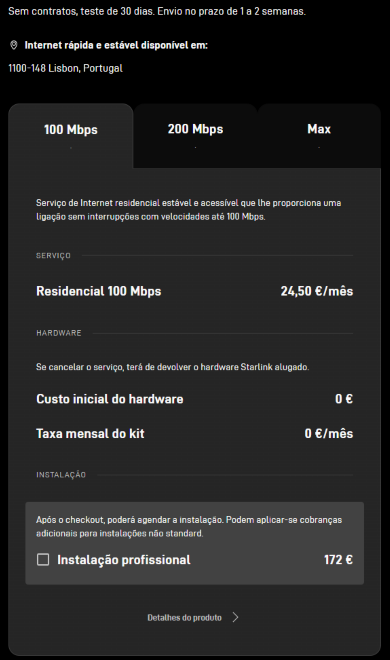 Sem contratos, teste de 30 dias. Envio no prazo de 1 a 2 semanas.
Internet rápida e estável disponível em:
1100-148 Lisbon, Portugal
100 Mbps
200 Mbps
Max
Serviço de Internet residencial estável e acessível que lhe proporciona uma
ligação sem interrupções com velocidades até 100 Mbps.
SERVIÇO
Residencial 100 Mbps 24,50 €/mês
HARDWARE
Se cancelar o serviço, terá de devolver o hardware Starlink alugado.
Custo inicial do hardware 0 €
Taxa mensal do kit 0 €/mês
INSTALAÇÃO
Após o checkout, poderá agendar a instalação. Podem aplicar-se cobranças
adicionais para instalações não standard.
Instalação profissional 172 €
Detalhes do produto